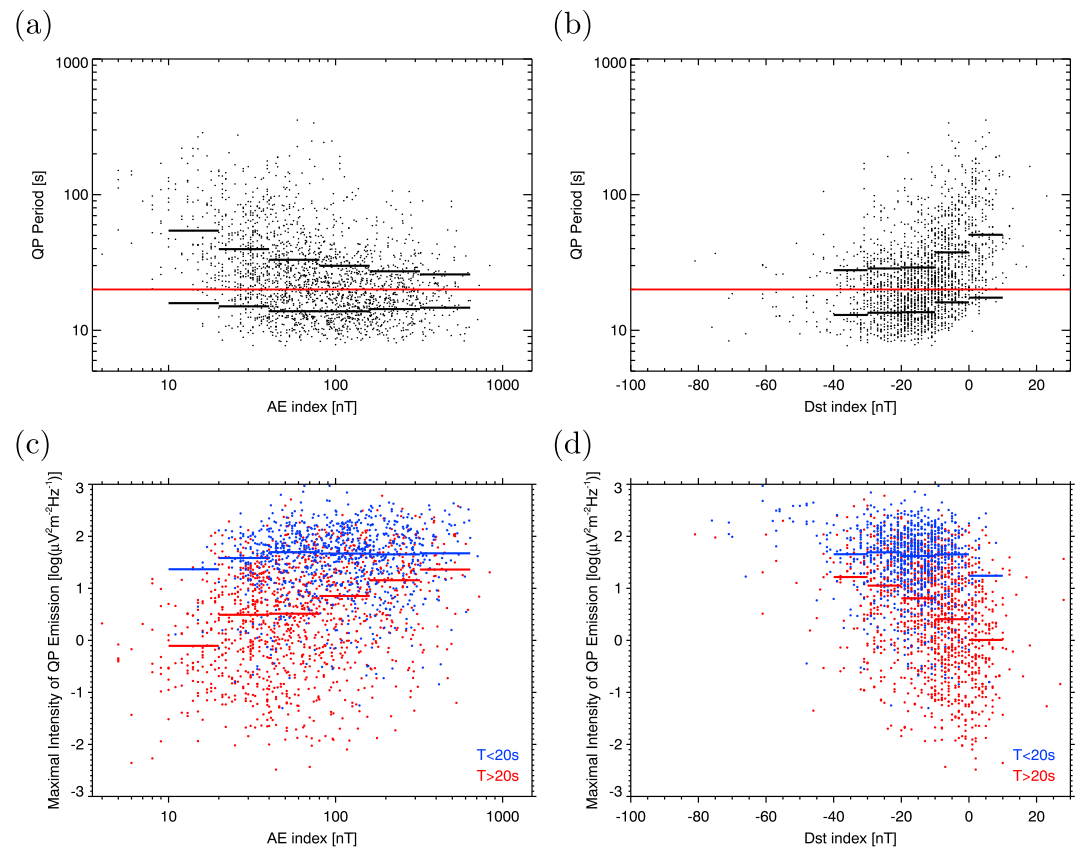 (a)
1000
100
10
QP Period [s]
10
100
1000
AE index [nT]
(b)
1000
100
10
QP Period [s]
-100
-80
-60
-40
-20
0
20
Dst index [nT]
(c)
3
2
1
0
-1
-2
-3
Maximal Intensity of QP Emission [log(μV²m⁻²Hz⁻¹)]
T<20s
T>20s
10
100
1000
AE index [nT]
(d)
3
2
1
0
-1
-2
-3
Maximal Intensity of QP Emission [log(μV²m⁻²Hz⁻¹)]
T<20s
T>20s
-100
-80
-60
-40
-20
0
20
Dst index [nT]